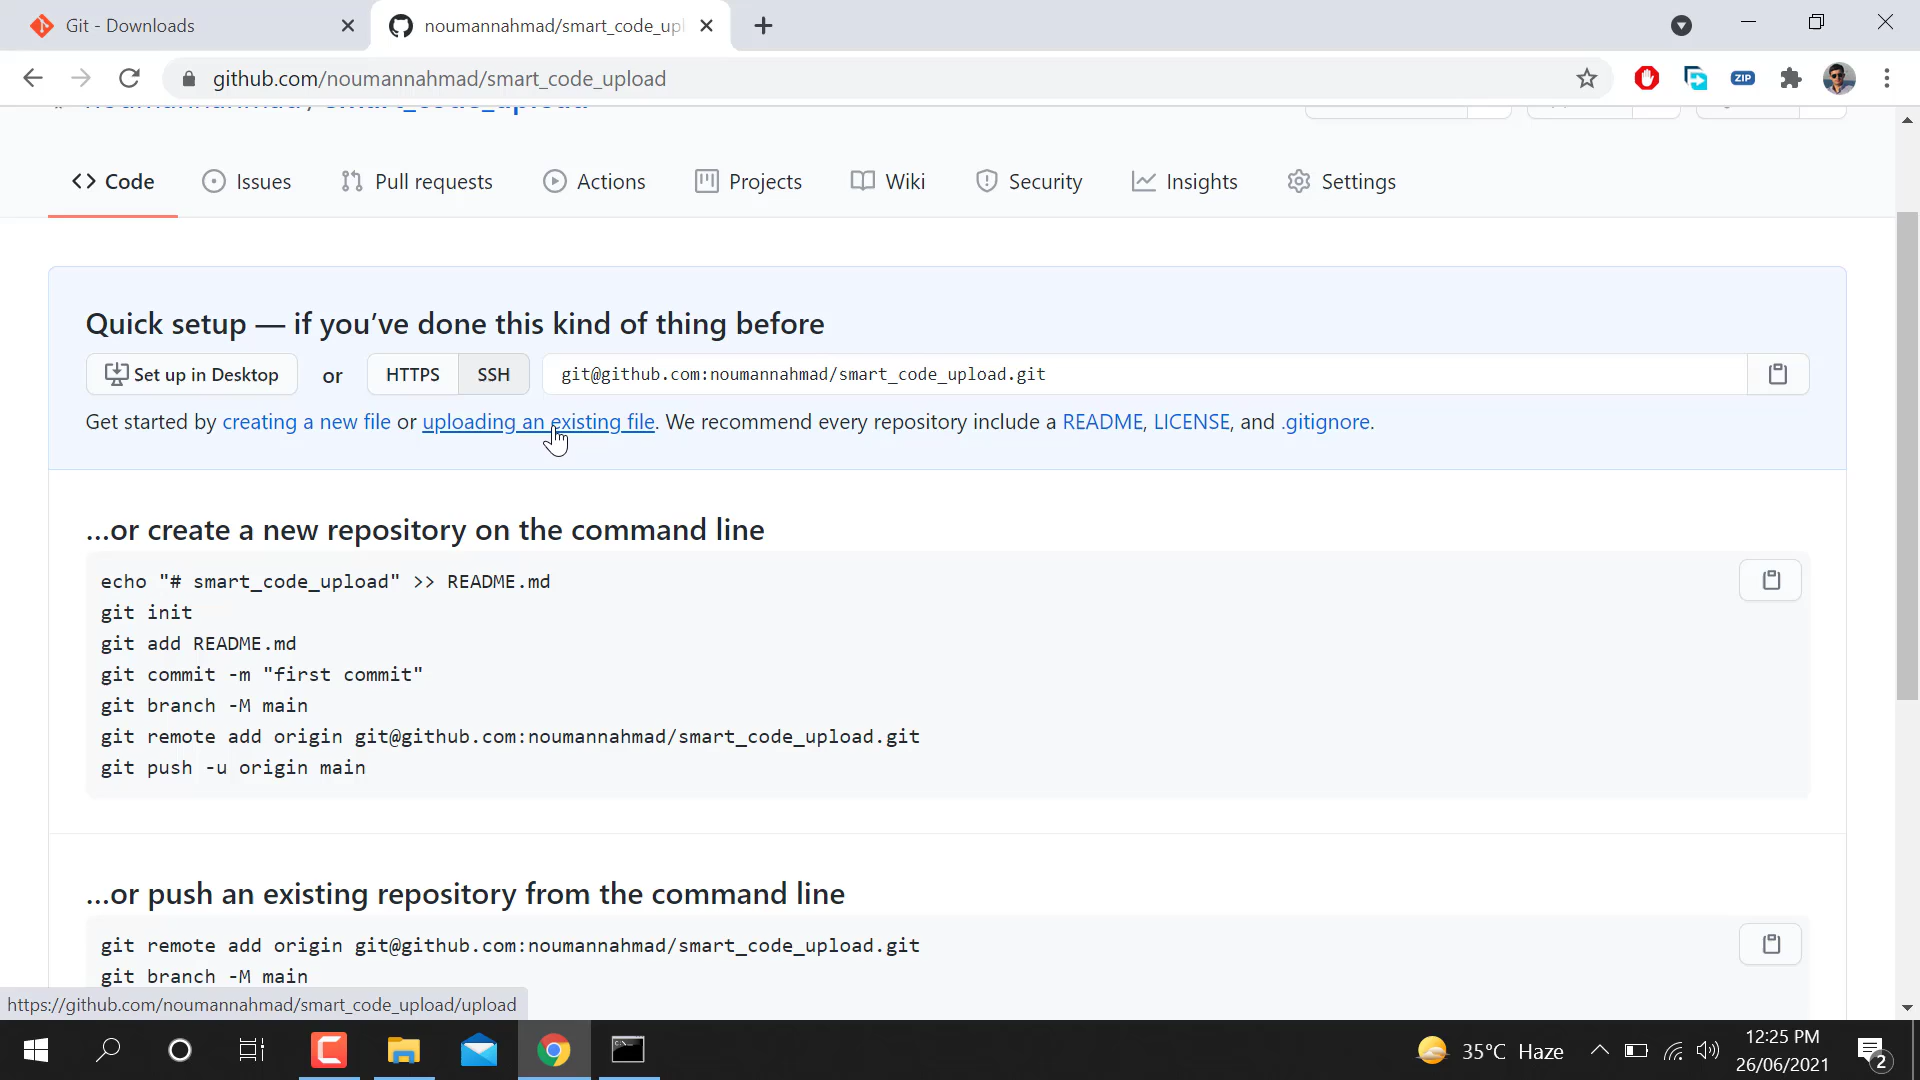 Git - Downloads
noumannahmad/smart_code_upl
github.com/noumannahmad/smart_code_upload
ZIP
noumannahmad/smart_code_upload
Code
Issues
Pull requests
Actions
Projects
Wiki
Security
Insights
Settings
Quick setup — if you’ve done this kind of thing before
Set up in Desktop
or
HTTPS
SSH
git@github.com:noumannahmad/smart_code_upload.git
Get started by creating a new file or uploading an existing file. We recommend every repository include a README, LICENSE, and .gitignore.
…or create a new repository on the command line
echo "# smart_code_upload" >> README.md
git init
git add README.md
git commit -m "first commit"
git branch -M main
git remote add origin git@github.com:noumannahmad/smart_code_upload.git
git push -u origin main
…or push an existing repository from the command line
git remote add origin git@github.com:noumannahmad/smart_code_upload.git
git branch -M main
https://github.com/noumannahmad/smart_code_upload/upload
35°C Haze
12:25 PM
26/06/2021
2